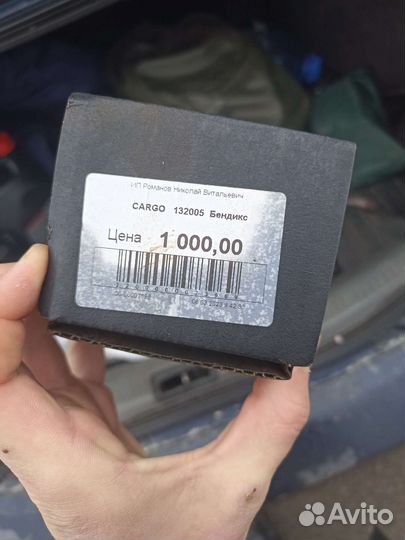 ИП Романов Николай Витальевич
CARGO 132005 Бендикс
Цена 1 000,00
Avito